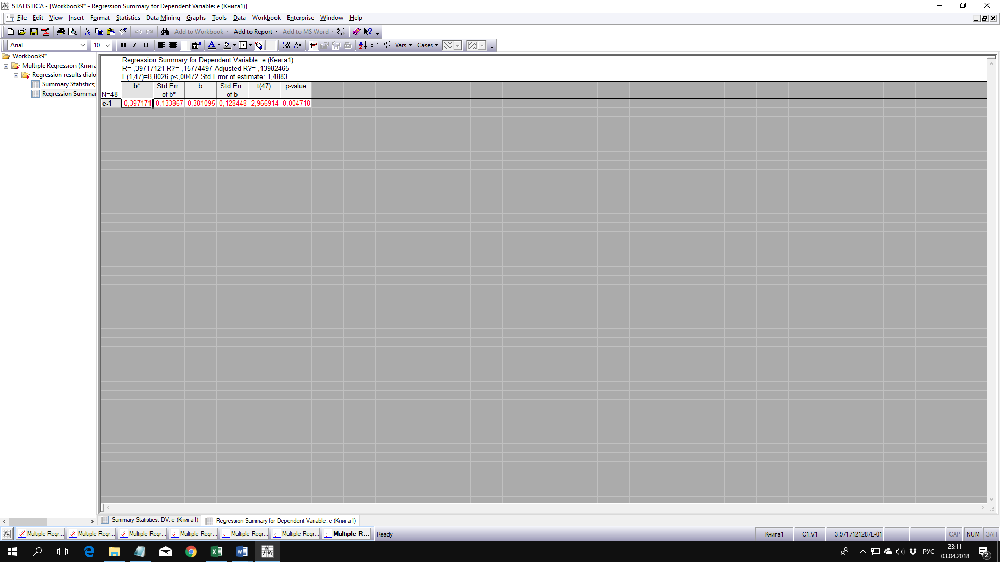 STATISTICA - [Workbook9* - Regression Summary for Dependent Variable: e (Книга1)]
File Edit View Insert Format Statistics Data Mining Graphs Tools Data Workbook Enterprise Window Help
Add to Workbook Add to Report Add to MS Word
Arial 10 B I U Vars Cases
Workbook9*
Multiple Regression (Книга
Regression results dialo
Summary Statistics;
Regression Summar
Regression Summary for Dependent Variable: e (Книга1)
R= ,39717121 R?= ,15774497 Adjusted R?= ,13982465
F(1,47)=8,8026 p<,00472 Std.Error of estimate: 1,4883
N=48 b* Std.Err. of b* b Std.Err. of b t(47) p-value
e-1 0,397171 0,133867 0,381095 0,128448 2,966914 0,004718
Summary Statistics; DV: e (Книга1) Regression Summary for Dependent Variable: e (Книга1)
Multiple Regr... Multiple Regr... Multiple Regr... Multiple Regr... Multiple Regr... Multiple Regr... Multiple R... Ready Книга1 C1,V1 3,9717121287E-01 CAP NUM ЗАП
РУС 23:11
03.04.2018 2